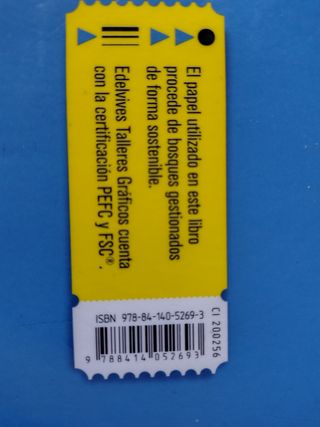 El papel utilizado en este libro
procede de bosques gestionados
de forma sostenible.
Edelvives Talleres Gráficos cuenta
con la certificación PEFC y FSC®.
ISBN 978-84-140-5269-3
9 788414 052693
CI 200256